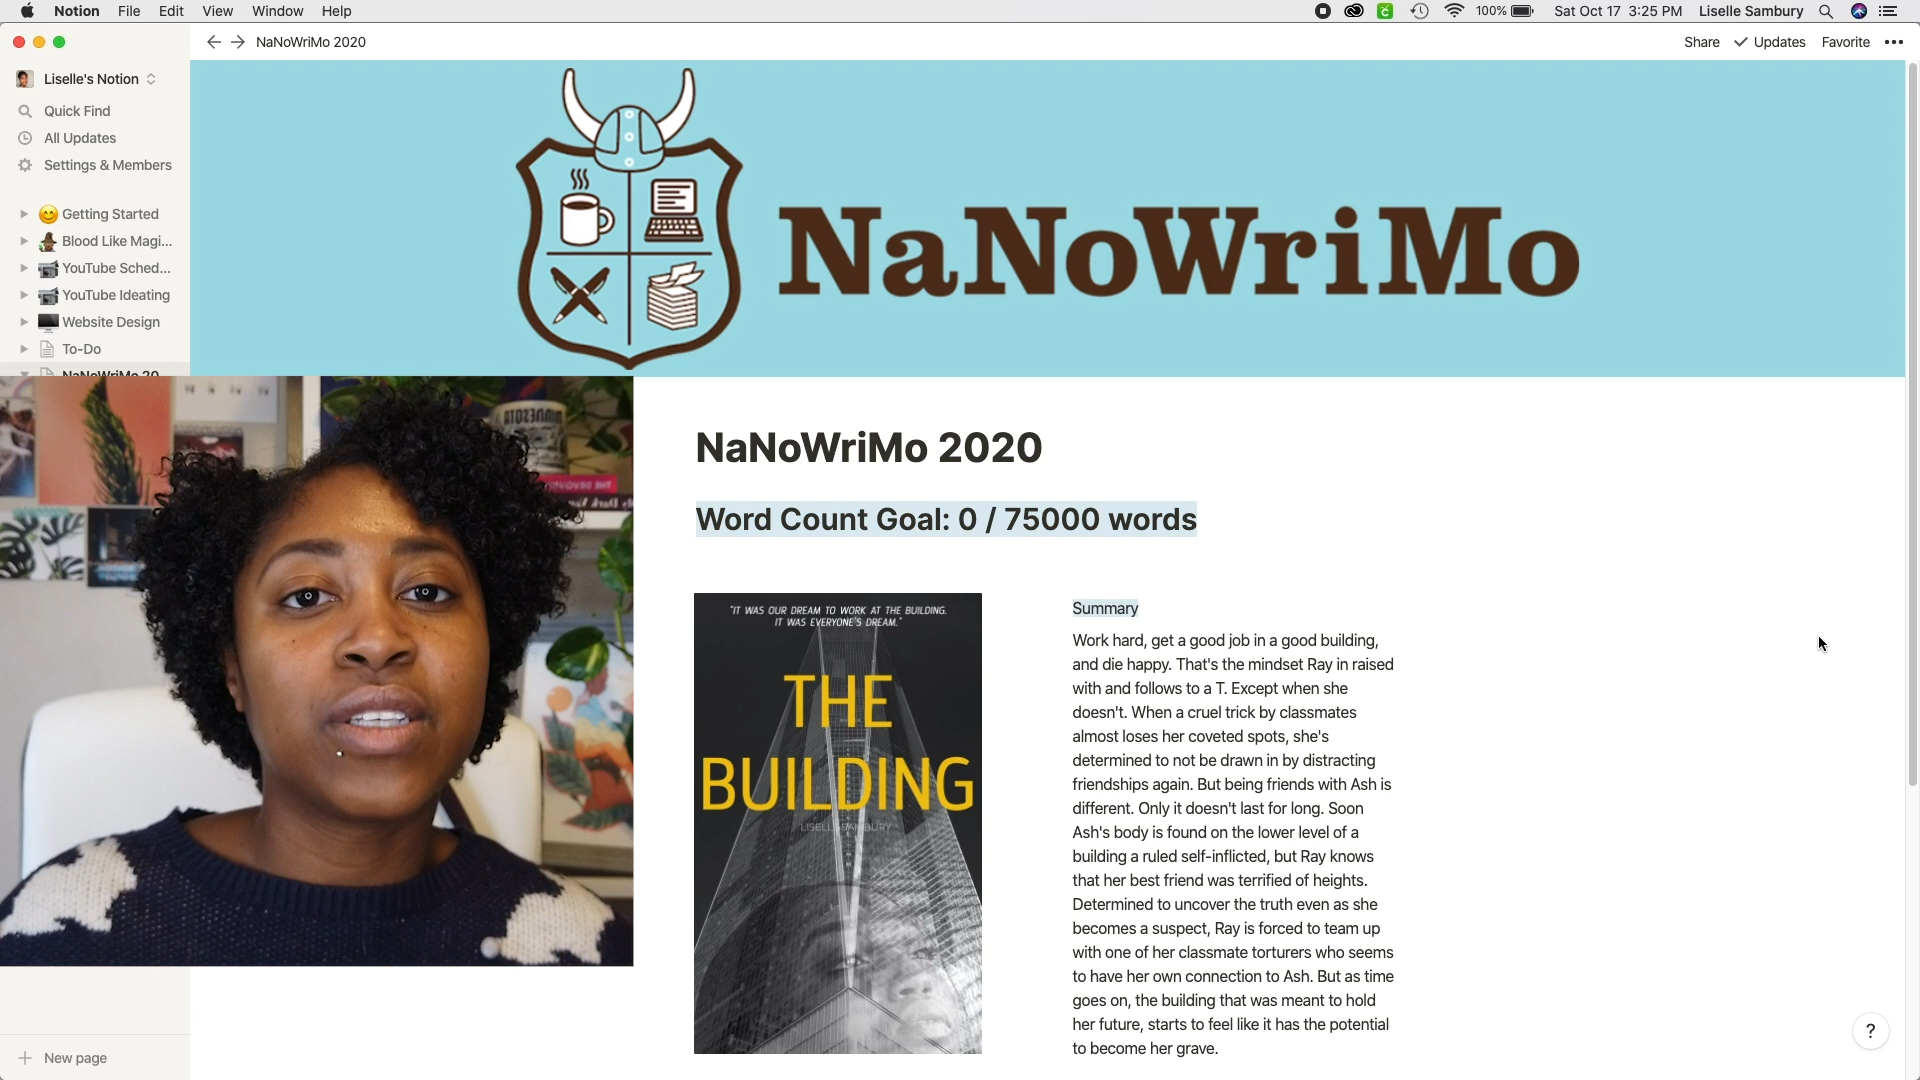 Notion File Edit View Window Help
100% Sat Oct 17 3:25 PM Liselle Sambury
NaNoWriMo 2020
Share Updates Favorite
Liselle's Notion
Quick Find
All Updates
Settings & Members
Getting Started
Blood Like Magi...
YouTube Sched...
YouTube Ideating
Website Design
To-Do
NaNoWriMo 20
New page
NaNoWriMo
NaNoWriMo 2020
Word Count Goal: 0 / 75000 words
"IT WAS OUR DREAM TO WORK AT THE BUILDING.
IT WAS EVERYONE'S DREAM."
THE
BUILDING
LISELLE SAMBURY
Summary
Work hard, get a good job in a good building,
and die happy. That's the mindset Ray in raised
with and follows to a T. Except when she
doesn't. When a cruel trick by classmates
almost loses her coveted spots, she's
determined to not be drawn in by distracting
friendships again. But being friends with Ash is
different. Only it doesn't last for long. Soon
Ash's body is found on the lower level of a
building a ruled self-inflicted, but Ray knows
that her best friend was terrified of heights.
Determined to uncover the truth even as she
becomes a suspect, Ray is forced to team up
with one of her classmate torturers who seems
to have her own connection to Ash. But as time
goes on, the building that was meant to hold
her future, starts to feel like it has the potential
to become her grave.
?